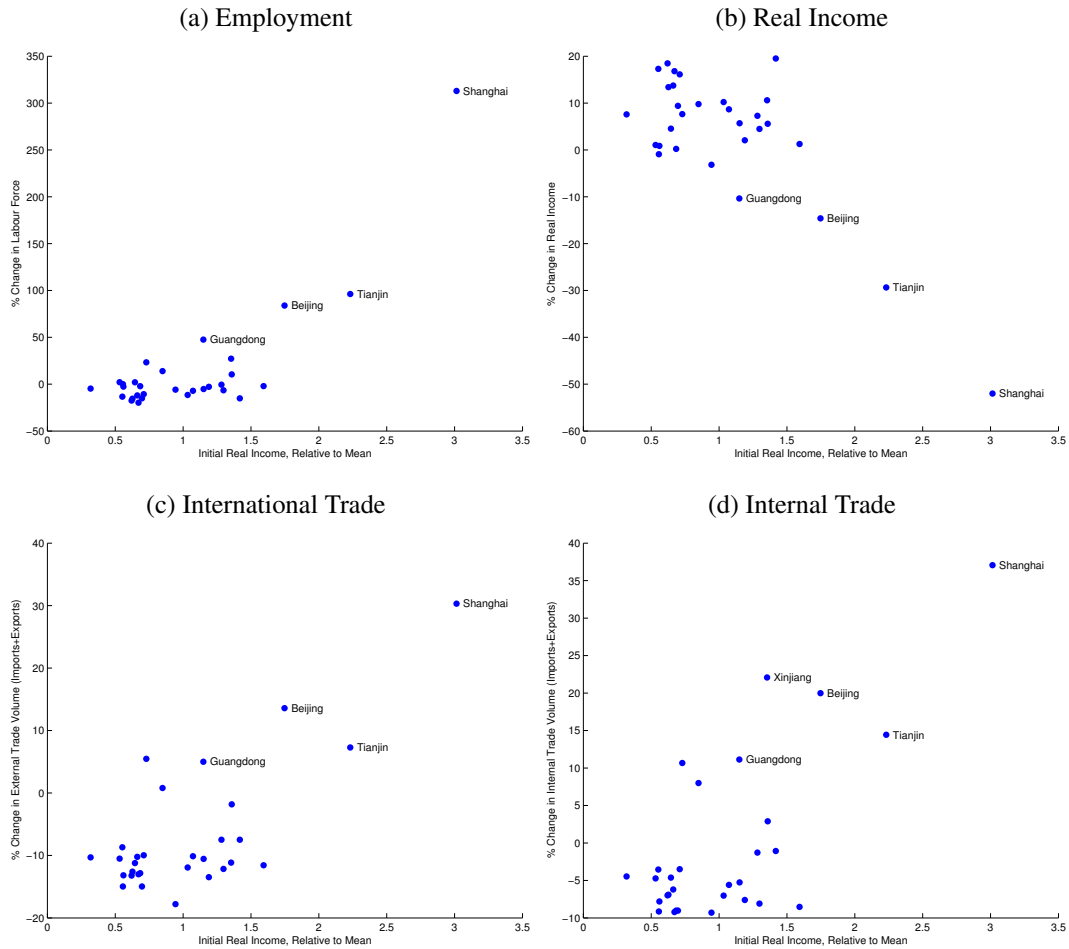 (a) Employment
350
300
250
200
150
100
50
0
−50
0
0.5
1
1.5
2
2.5
3
3.5
% Change in Labour Force
Initial Real Income, Relative to Mean
Shanghai
Tianjin
Beijing
Guangdong
(b) Real Income
20
10
0
−10
−20
−30
−40
−50
−60
0
0.5
1
1.5
2
2.5
3
3.5
% Change in Real Income
Initial Real Income, Relative to Mean
Guangdong
Beijing
Tianjin
Shanghai
(c) International Trade
40
30
20
10
0
−10
−20
0
0.5
1
1.5
2
2.5
3
3.5
% Change in External Trade Volume (Imports+Exports)
Initial Real Income, Relative to Mean
Shanghai
Beijing
Tianjin
Guangdong
(d) Internal Trade
40
35
30
25
20
15
10
5
0
−5
−10
0
0.5
1
1.5
2
2.5
3
3.5
% Change in Internal Trade Volume (Imports+Exports)
Initial Real Income, Relative to Mean
Shanghai
Xinjiang
Beijing
Tianjin
Guangdong